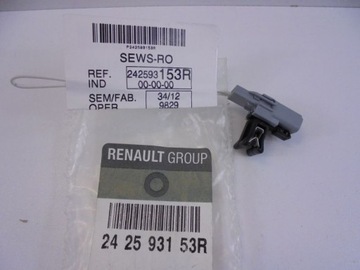 P242593153R
SEWS-RO
REF. 242593153R
IND 00-00-00
SEM/FAB. 34/12
OPER 9829
RENAULT GROUP
24 25 931 53R